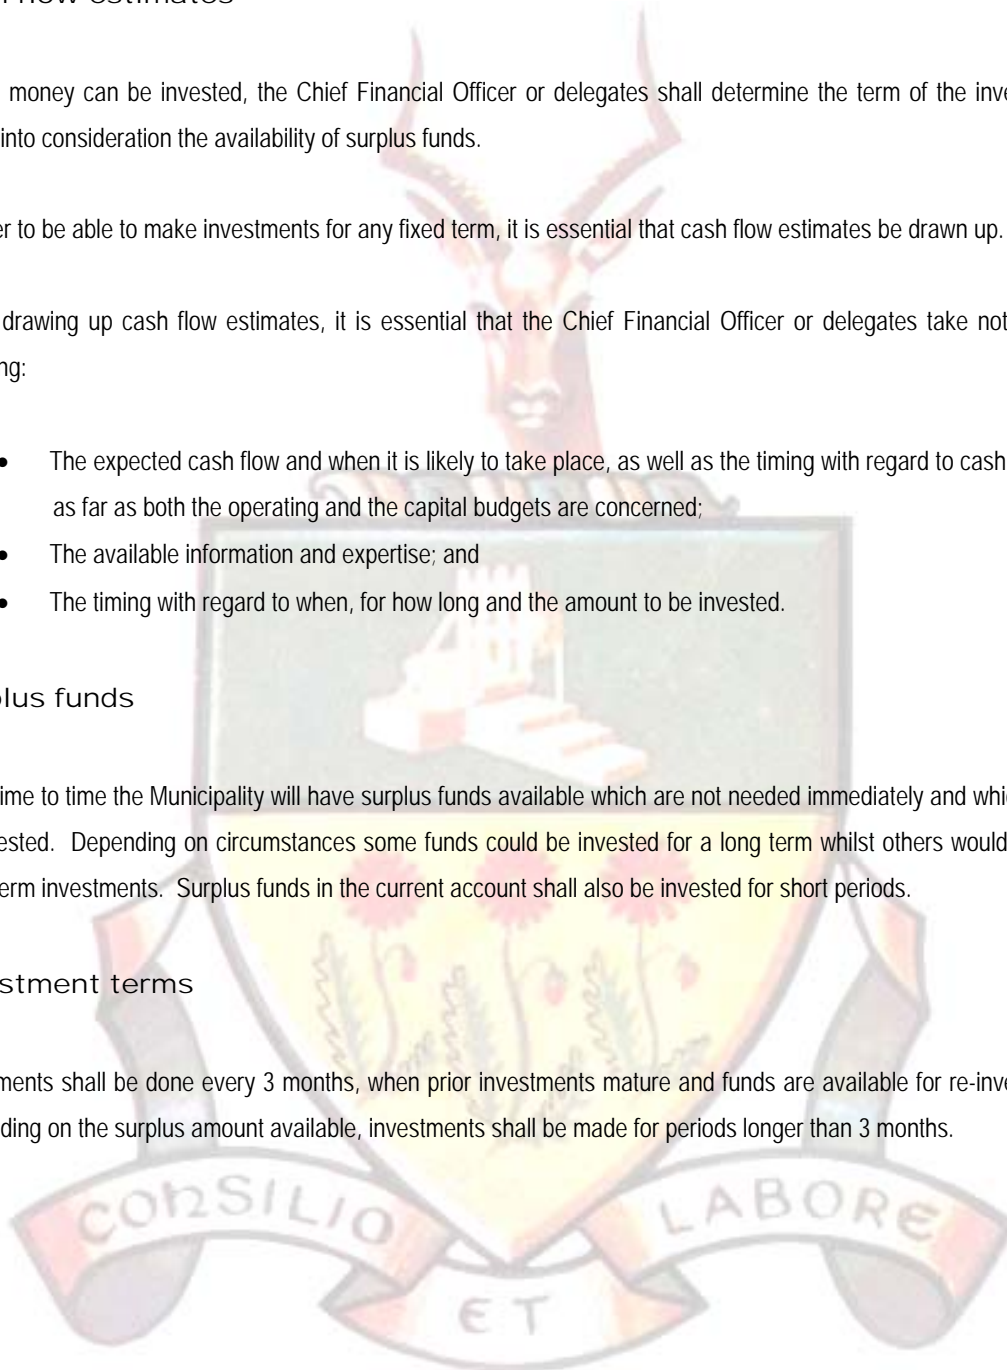 flow estimates
money can be invested, the Chief Financial Officer or delegates shall determine the term of the inve
into consideration the availability of surplus funds.
er to be able to make investments for any fixed term, it is essential that cash flow estimates be drawn up.
drawing up cash flow estimates, it is essential that the Chief Financial Officer or delegates take not
ng:
• The expected cash flow and when it is likely to take place, as well as the timing with regard to cash
as far as both the operating and the capital budgets are concerned;
• The available information and expertise; and
• The timing with regard to when, for how long and the amount to be invested.
plus funds
ime to time the Municipality will have surplus funds available which are not needed immediately and whi
ested. Depending on circumstances some funds could be invested for a long term whilst others would
erm investments. Surplus funds in the current account shall also be invested for short periods.
stment terms
ments shall be done every 3 months, when prior investments mature and funds are available for re-inve
ding on the surplus amount available, investments shall be made for periods longer than 3 months.
CONSILIO ET LABORE